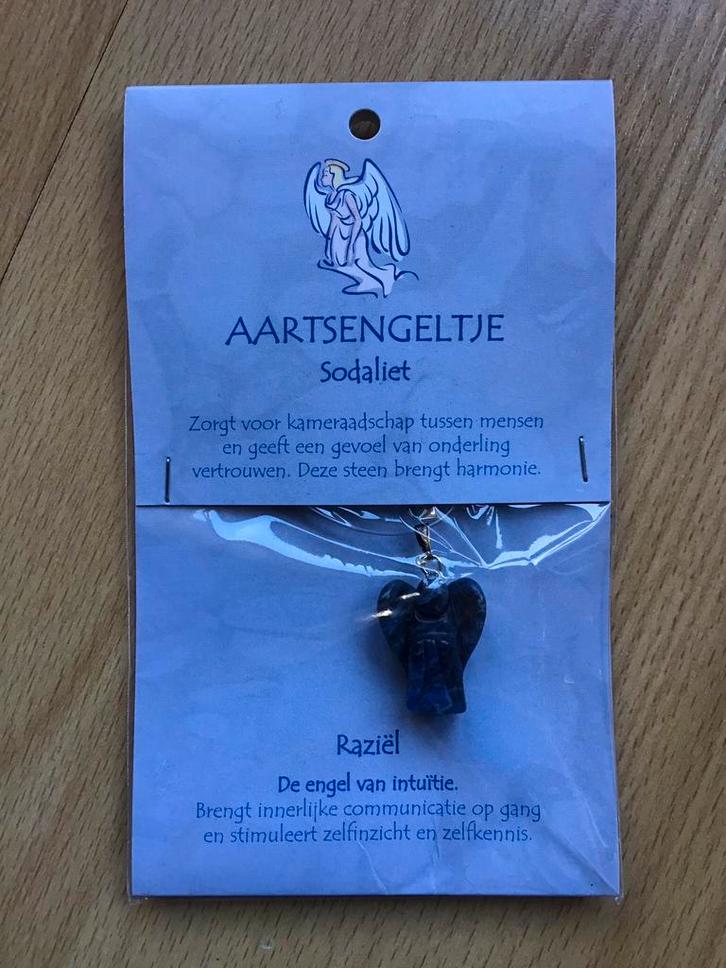 AARTSENGELTJE
Sodaliet
Zorgt voor kameraadschap tussen mensen
en geeft een gevoel van onderling
vertrouwen. Deze steen brengt harmonie.
Raziël
De engel van intuïtie.
Brengt innerlijke communicatie op gang
en stimuleert zelfinzicht en zelfkennis.